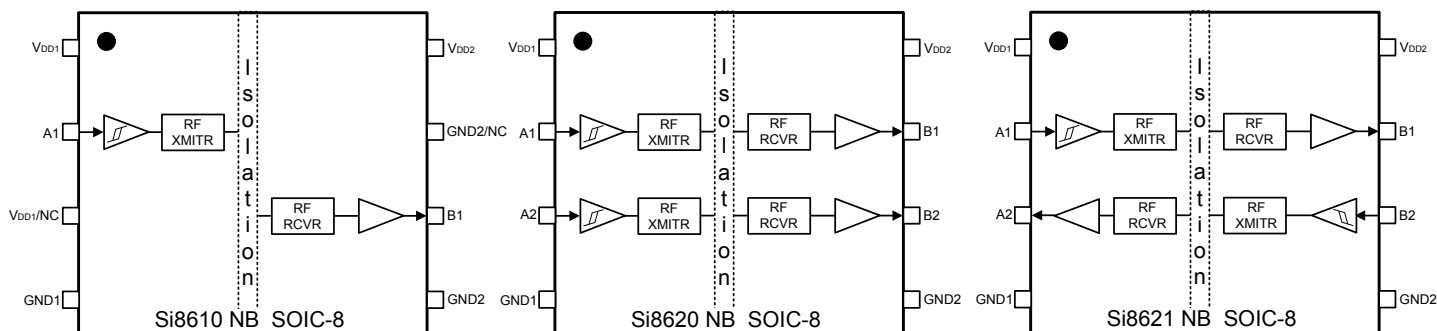 VDD1
VDD2
A1
RF XMITR
GND2/NC
VDD1/NC
RF RCVR
B1
GND1
GND2
Isolation
Si8610 NB SOIC-8
VDD1
VDD2
A1
RF XMITR
RF RCVR
B1
A2
RF XMITR
RF RCVR
B2
GND1
GND2
Isolation
Si8620 NB SOIC-8
VDD1
VDD2
A1
RF XMITR
RF RCVR
B1
A2
RF RCVR
RF XMITR
B2
GND1
GND2
Isolation
Si8621 NB SOIC-8